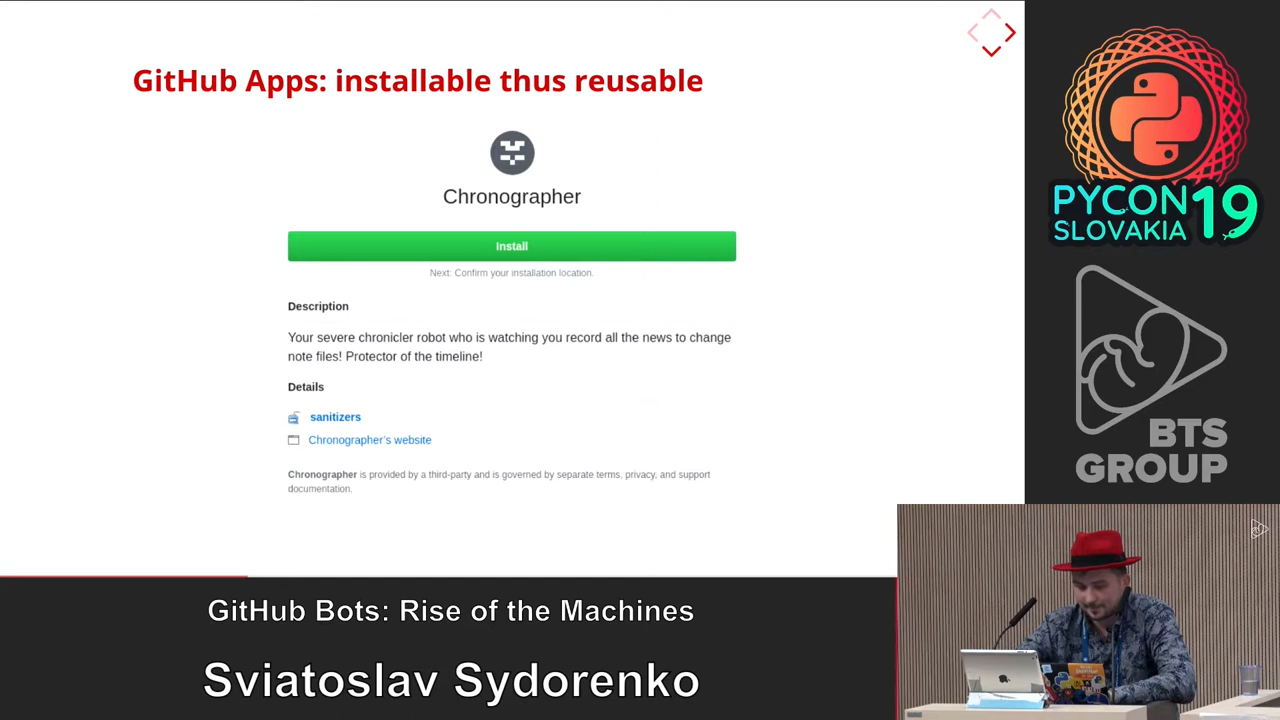 GitHub Apps: installable thus reusable
Chronographer
Install
Next: Confirm your installation location.
Description
Your severe chronicler robot who is watching you record all the news to change
note files! Protector of the timeline!
Details
sanitizers
Chronographer's website
Chronographer is provided by a third-party and is governed by separate terms, privacy, and support
documentation.
PYCON 19
SLOVAKIA
BTS
GROUP
GitHub Bots: Rise of the Machines
Sviatoslav Sydorenko